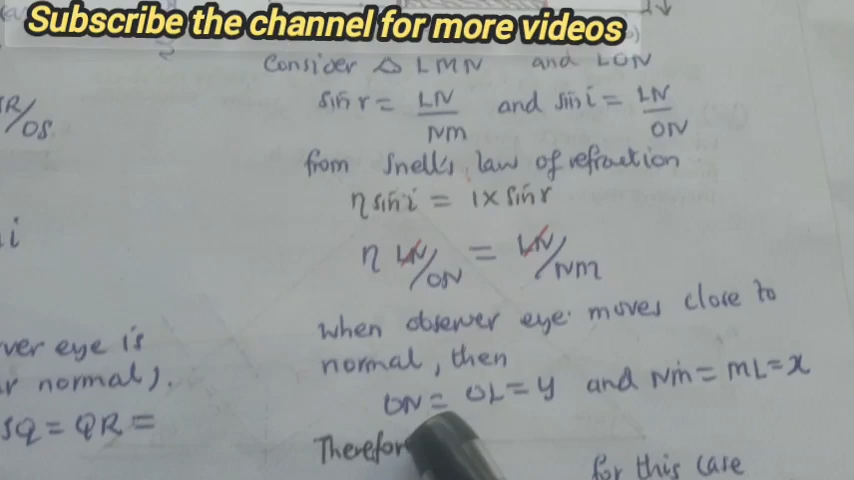 Subscribe the channel for more videos
Consider △ LMN and LON
sin r = LN/NM and sin i = LN/ON
SR/OS
from Snell's law of refraction
η sin i = 1 x sin r
i
η LN/ON = LN/NM
when observer eye moves close to
normal, then
ver eye is
r normal).
ON = OL = y and NM = ML = x
SQ = QR =
Therefor
for this case